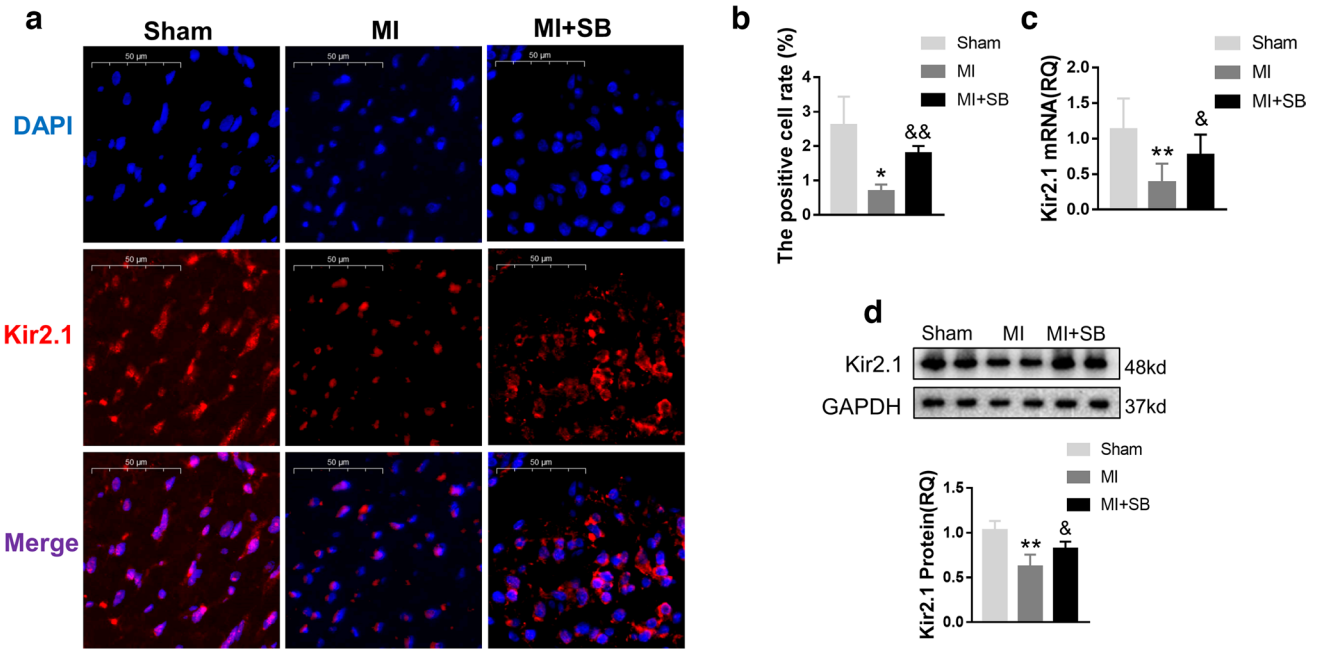 a
Sham
MI
MI+SB
DAPI
50 μm
50 μm
50 μm
Kir2.1
50 μm
50 μm
50 μm
Merge
50 μm
50 μm
50 μm
b
The positive cell rate (%)
4
3
2
1
0
*
&&
Sham
MI
MI+SB
c
Kir2.1 mRNA(RQ)
2.0
1.5
1.0
0.5
0.0
**
&
Sham
MI
MI+SB
d
Sham MI MI+SB
Kir2.1 48kd
GAPDH 37kd
Sham
MI
MI+SB
Kir2.1 Protein(RQ)
1.5
1.0
0.5
0.0
**
&